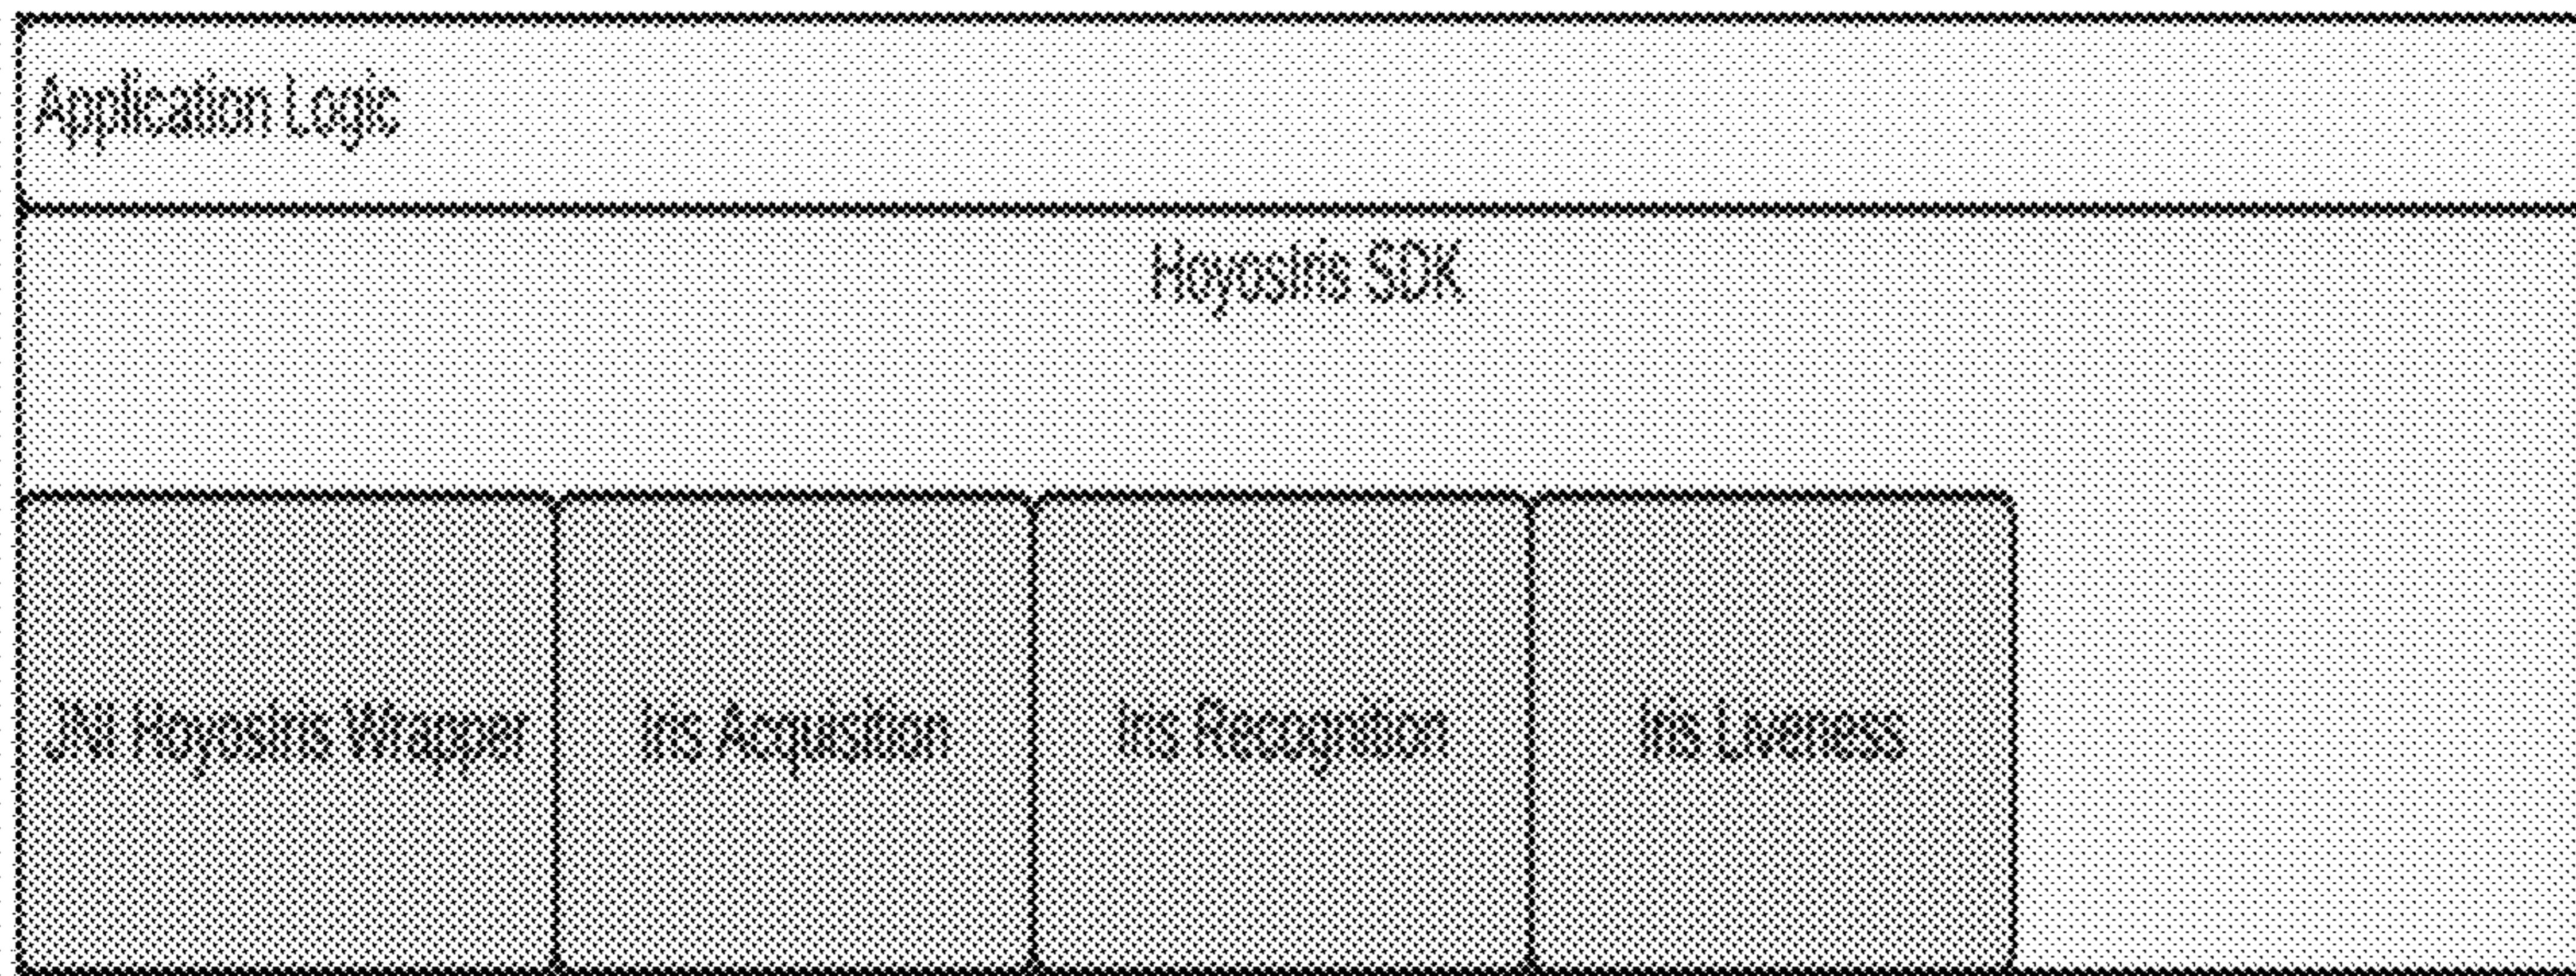 Application Logic
HoyosIris SDK
JNI HoyosIris Wrapper
Iris Acquisition
Iris Recognition
Iris Liveness